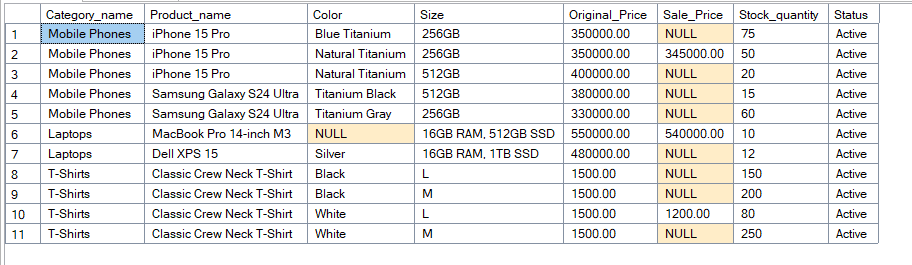 Category_name Product_name Color Size Original_Price Sale_Price Stock_quantity Status
1 Mobile Phones iPhone 15 Pro Blue Titanium 256GB 350000.00 NULL 75 Active
2 Mobile Phones iPhone 15 Pro Natural Titanium 256GB 350000.00 345000.00 50 Active
3 Mobile Phones iPhone 15 Pro Natural Titanium 512GB 400000.00 NULL 20 Active
4 Mobile Phones Samsung Galaxy S24 Ultra Titanium Black 512GB 380000.00 NULL 15 Active
5 Mobile Phones Samsung Galaxy S24 Ultra Titanium Gray 256GB 330000.00 NULL 60 Active
6 Laptops MacBook Pro 14-inch M3 NULL 16GB RAM, 512GB SSD 550000.00 540000.00 10 Active
7 Laptops Dell XPS 15 Silver 16GB RAM, 1TB SSD 480000.00 NULL 12 Active
8 T-Shirts Classic Crew Neck T-Shirt Black L 1500.00 NULL 150 Active
9 T-Shirts Classic Crew Neck T-Shirt Black M 1500.00 NULL 200 Active
10 T-Shirts Classic Crew Neck T-Shirt White L 1500.00 1200.00 80 Active
11 T-Shirts Classic Crew Neck T-Shirt White M 1500.00 NULL 250 Active